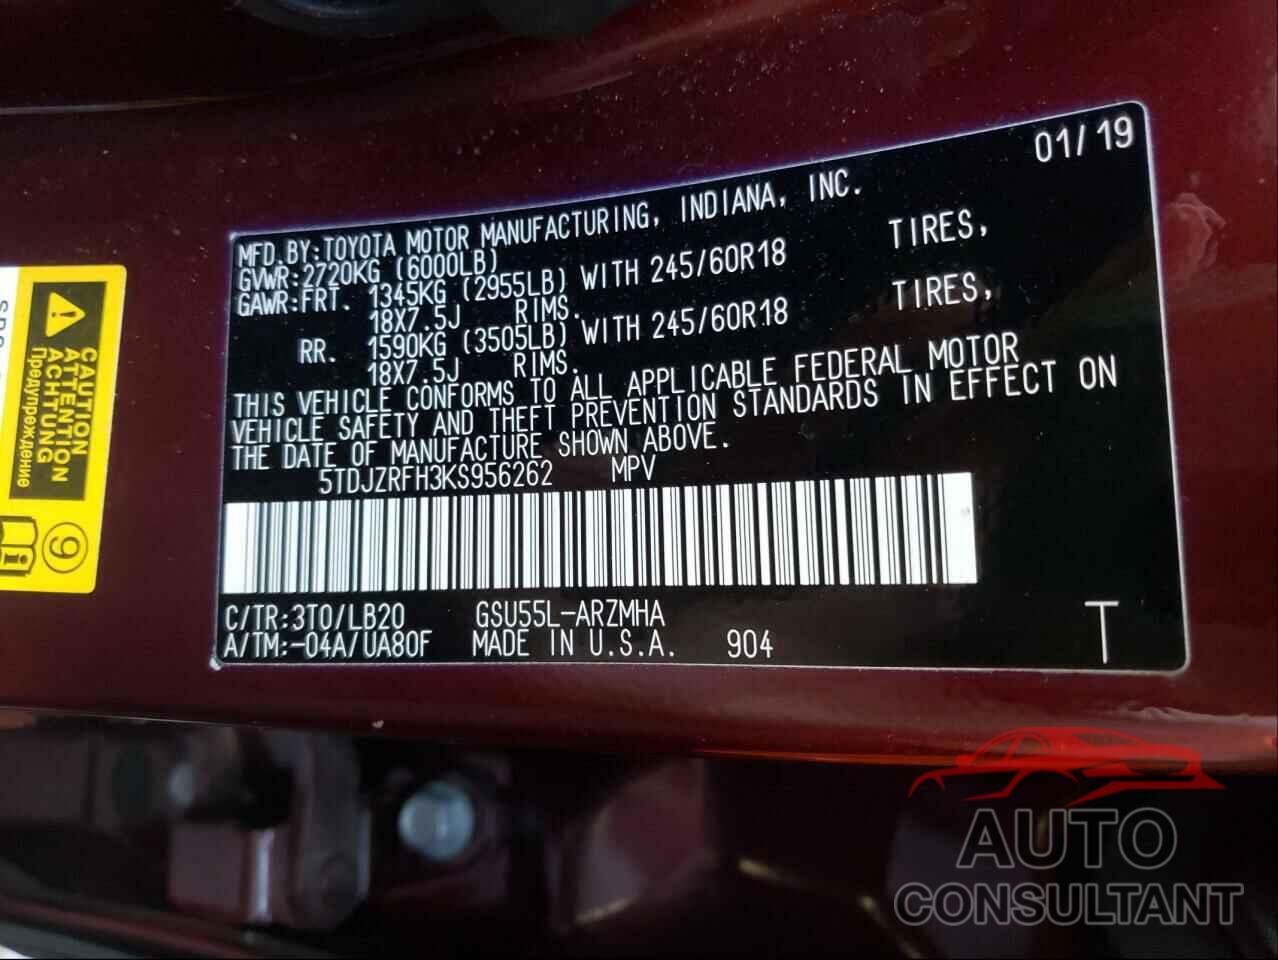 01/19
MFD.BY:TOYOTA MOTOR MANUFACTURING, INDIANA, INC.
GVWR:2720KG (6000LB)
GAWR:FRT. 1345KG (2955LB) WITH 245/60R18 TIRES,
18X7.5J RIMS.
RR. 1590KG (3505LB) WITH 245/60R18 TIRES,
18X7.5J RIMS.
THIS VEHICLE CONFORMS TO ALL APPLICABLE FEDERAL MOTOR
VEHICLE SAFETY AND THEFT PREVENTION STANDARDS IN EFFECT ON
THE DATE OF MANUFACTURE SHOWN ABOVE.
5TDJZRFH3KS956262 MPV
C/TR:3T0/LB20 GSU55L-ARZMHA
A/TM:-04A/UA80F MADE IN U.S.A. 904
T
CAUTION
ATTENTION
ACHTUNG
Предупреждение
9
i
AUTO
CONSULTANT